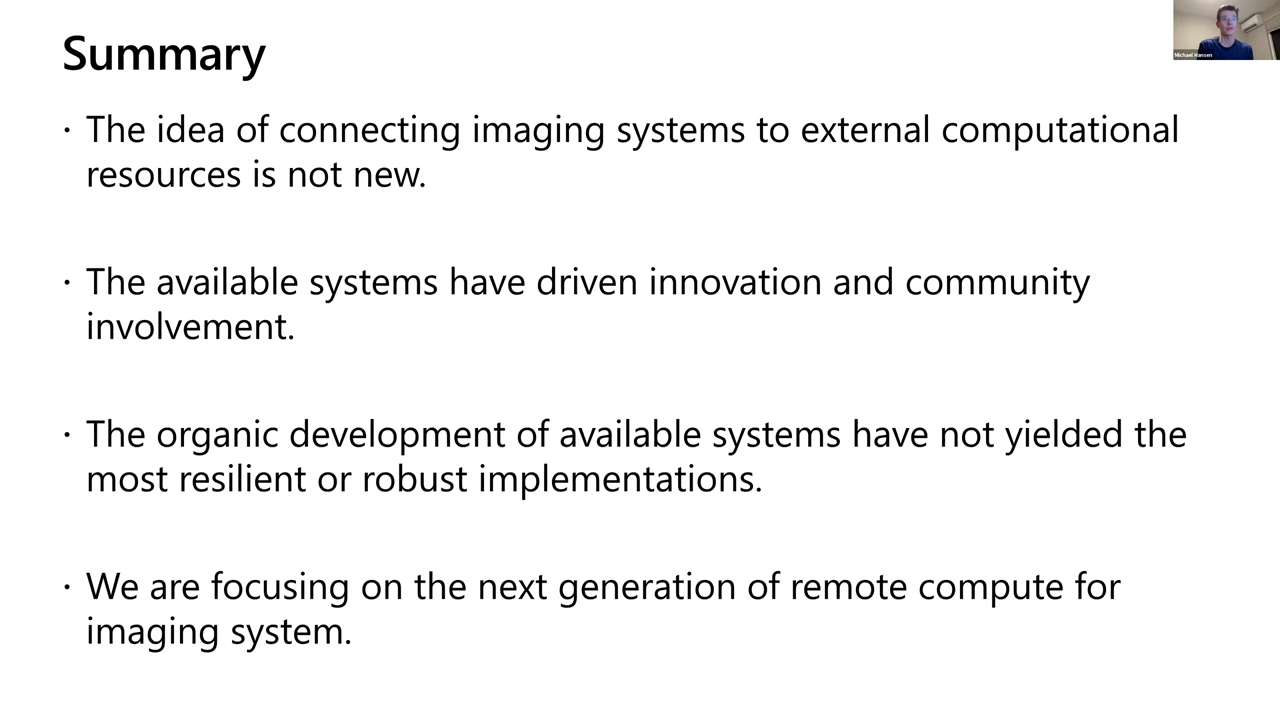 Summary
Michael Hansen
· The idea of connecting imaging systems to external computational
resources is not new.
· The available systems have driven innovation and community
involvement.
· The organic development of available systems have not yielded the
most resilient or robust implementations.
· We are focusing on the next generation of remote compute for
imaging system.